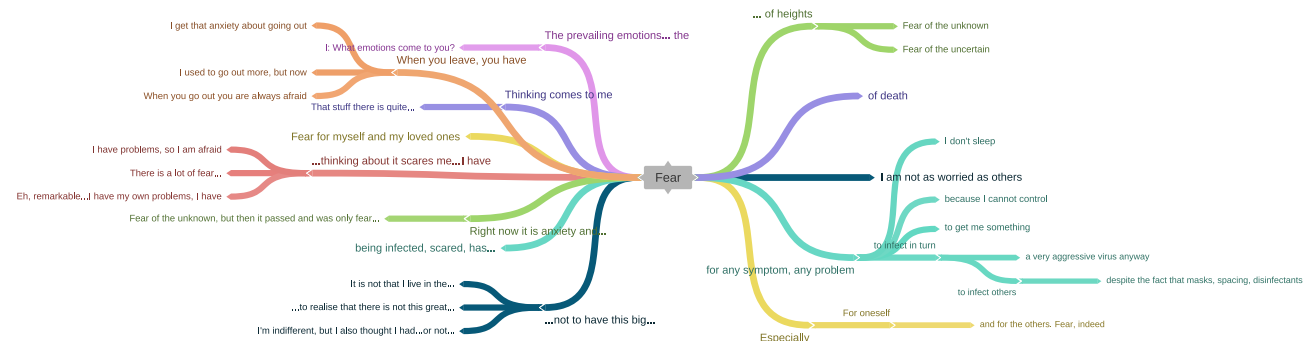 I get that anxiety about going out
I: What emotions come to you?
The prevailing emotions... the
When you leave, you have
I used to go out more, but now
When you go out you are always afraid
Thinking comes to me
That stuff there is quite...
Fear for myself and my loved ones
I have problems, so I am afraid
...thinking about it scares me...I have
There is a lot of fear...
Eh, remarkable...I have my own problems, I have
Fear of the unknown, but then it passed and was only fear...
Right now it is anxiety and...
being infected, scared, has...
It is not that I live in the...
...to realise that there is not this great...
...not to have this big...
I'm indifferent, but I also thought I had...or not...
Fear
... of heights
Fear of the unknown
Fear of the uncertain
of death
I don't sleep
I am not as worried as others
because I cannot control
to get me something
to infect in turn
a very aggressive virus anyway
for any symptom, any problem
despite the fact that masks, spacing, disinfectants
to infect others
For oneself
and for the others. Fear, indeed
Especially